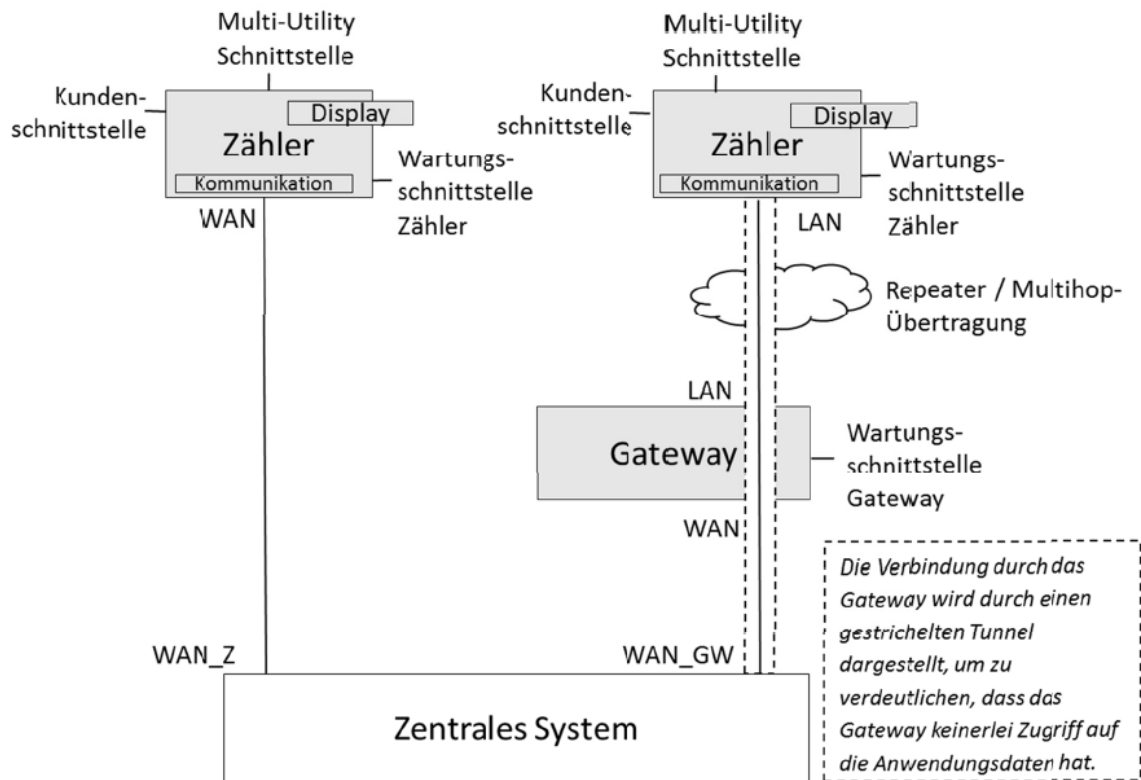 Multi-Utility
Schnittstelle
Kunden-
schnittstelle
Display
Zähler
Kommunikation
Wartungs-
schnittstelle
Zähler
WAN
Multi-Utility
Schnittstelle
Kunden-
schnittstelle
Display
Zähler
Kommunikation
Wartungs-
schnittstelle
Zähler
LAN
Repeater / Multihop-
Übertragung
LAN
Gateway
Wartungs-
schnittstelle
Gateway
WAN
WAN_Z
WAN_GW
Zentrales System
Die Verbindung durch das
Gateway wird durch einen
gestrichelten Tunnel
dargestellt, um zu
verdeutlichen, dass das
Gateway keinerlei Zugriff auf
die Anwendungsdaten hat.